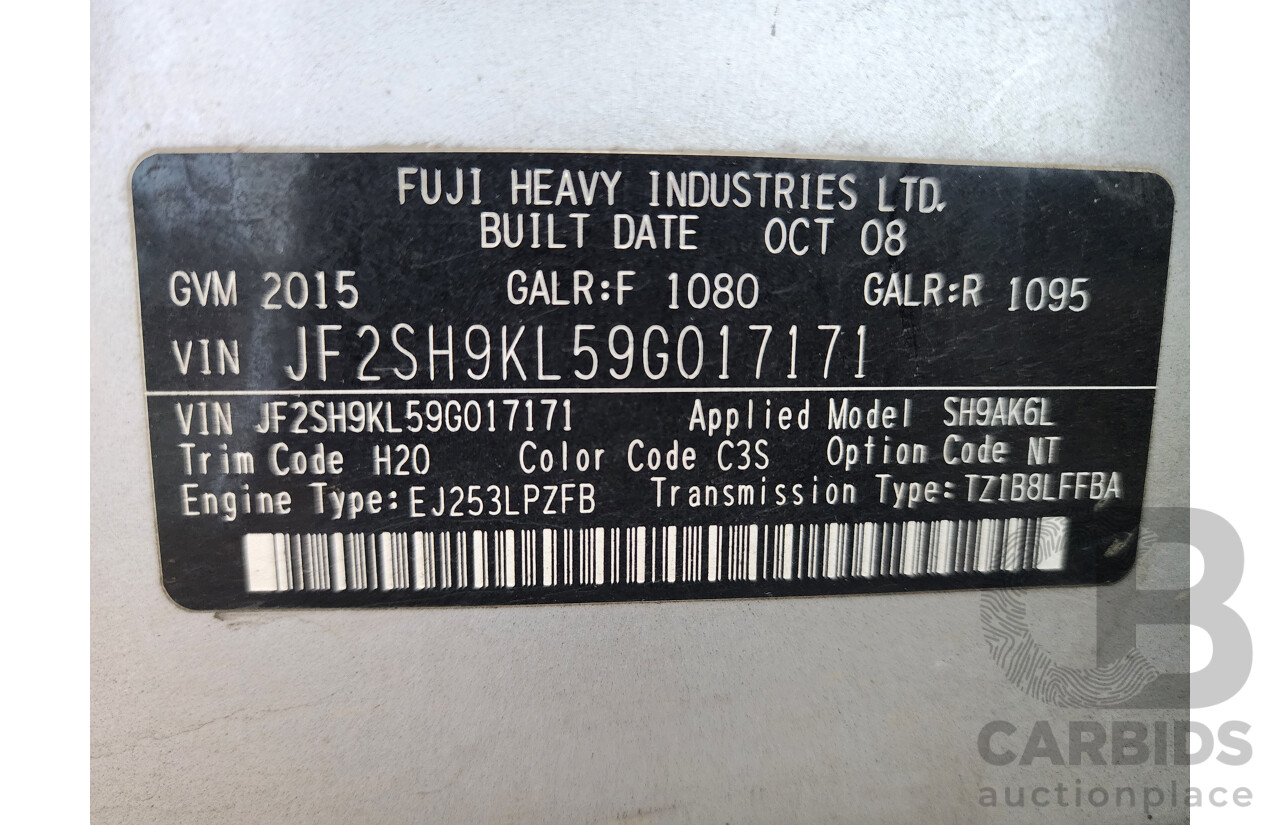 FUJI HEAVY INDUSTRIES LTD.
BUILT DATE OCT 08
GVM 2015 GALR:F 1080 GALR:R 1095
VIN JF2SH9KL59G017171
VIN JF2SH9KL59G017171 Applied Model SH9AK6L
Trim Code H20 Color Code C3S Option Code NT
Engine Type:EJ253LPZFB Transmission Type:TZ1B8LFFBA
CB
CARBIDS
auctionplace